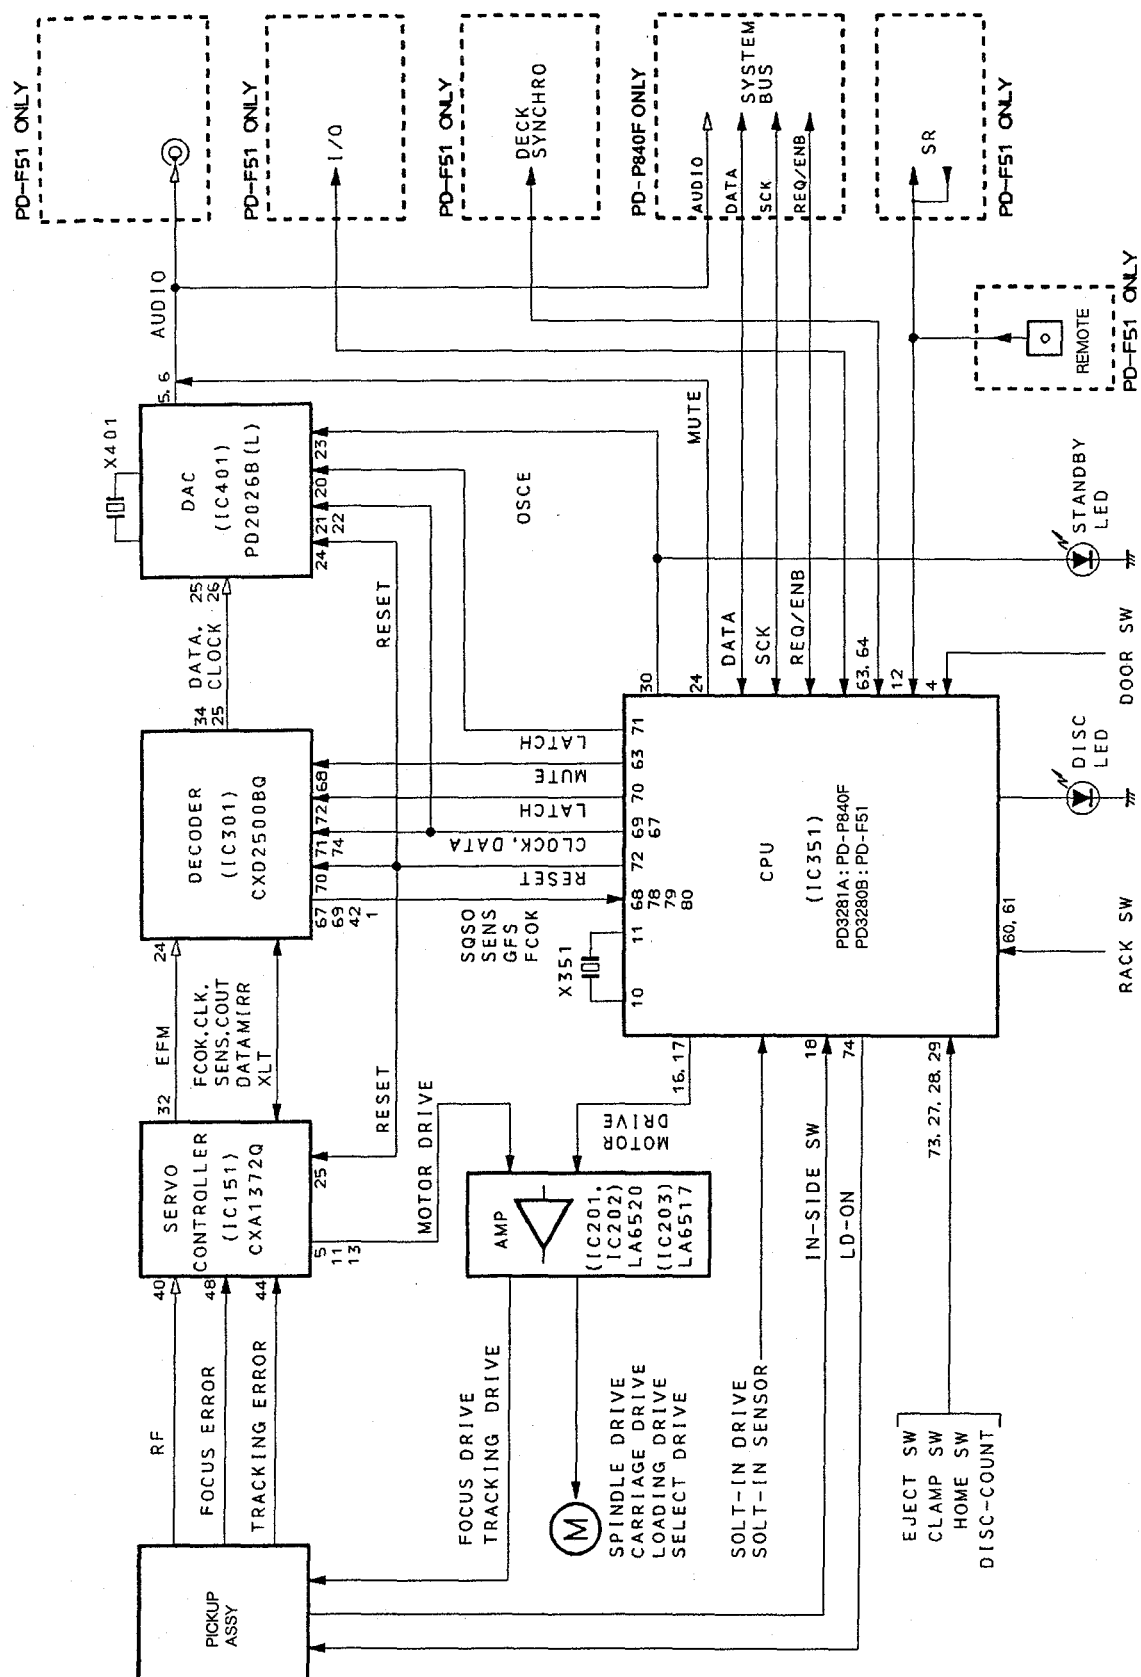 PICKUP
ASSY
RF
FOCUS ERROR
TRACKING ERROR
40
48
44
SERVO
CONTROLLER
(IC151)
CXA1372Q
32
25
5
11
13
EFM
FCOK.CLK.
SENS.COUT
DATAMIRR
XLT
24
DECODER
(IC301)
CXD2500BQ
34
25
67
69
42
1
70
71
74
72
68
DATA.
CLOCK
25
26
X401
DAC
(IC401)
PD2026B(L)
5, 6
24
21
22
20
23
AUDIO
PD-F51 ONLY
PD-F51 ONLY
I/O
PD-F51 ONLY
DECK
SYNCHRO
PD-P840F ONLY
AUDIO
DATA
SCK
REQ/ENB
SYSTEM
BUS
SR
PD-F51 ONLY
REMOTE
PD-F51 ONLY
RESET
MOTOR DRIVE
RESET
OSCE
MUTE
SQSO
SENS
GFS
FCOK
RESET
CLOCK, DATA
LATCH
MUTE
LATCH
FOCUS DRIVE
TRACKING DRIVE
AMP
(IC201,
IC202)
LA6520
(IC203)
LA6517
MOTOR
DRIVE
M
SPINDLE DRIVE
CARRIAGE DRIVE
LOADING DRIVE
SELECT DRIVE
X351
10
11
68
78
79
80
72
69
67
70
63
71
30
24
DATA
SCK
REQ/ENB
63, 64
12
4
CPU
(IC351)
PD3281A:PD-P840F
PD3280B:PD-F51
16, 17
18
74
73, 27, 28, 29
60, 61
SOLT-IN DRIVE
SOLT-IN SENSOR
IN-SIDE SW
LD-ON
EJECT SW
CLAMP SW
HOME SW
DISC-COUNT
RACK SW
DISC
LED
DOOR SW
STANDBY
LED